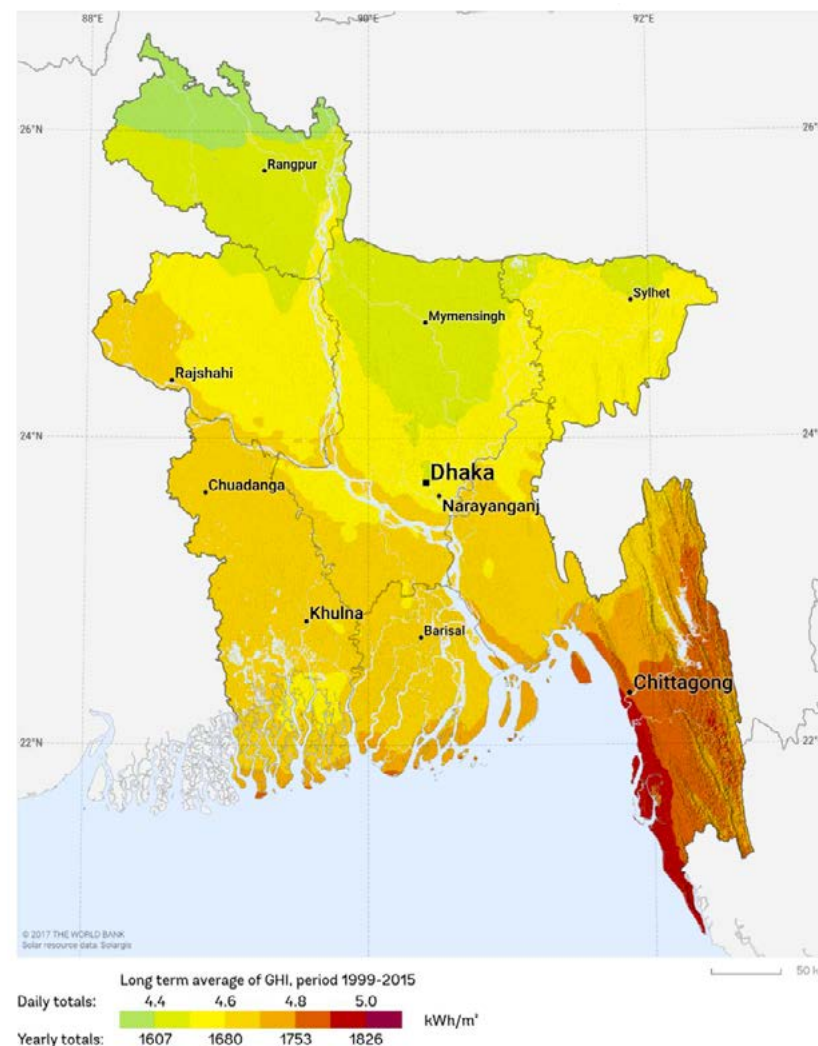 88°E 90°E 92°E
26°N 26°
Rangpur
Sylhet
Mymensingh
Rajshahi
24°N 24°
Dhaka
Chuadanga
Narayanganj
Khulna
Barisal
Chittagong
22°N 22°
© 2017 THE WORLD BANK
Solar resource data: Solargis
Long term average of GHI, period 1999-2015
50 k
Daily totals: 4.4 4.6 4.8 5.0
kWh/m²
Yearly totals: 1607 1680 1753 1826